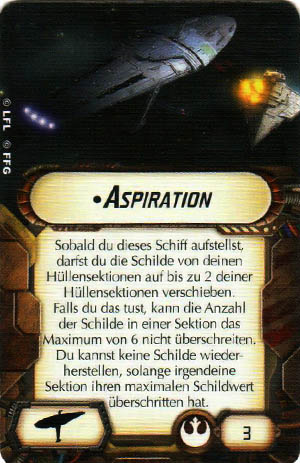 © LFL © FFG
•ASPIRATION
Sobald du dieses Schiff aufstellst,
darfst du die Schilde von deinen
Hüllensektionen auf bis zu 2 deiner
Hüllensektionen verschieben.
Falls du das tust, kann die Anzahl
der Schilde in einer Sektion das
Maximum von 6 nicht überschreiten.
Du kannst keine Schilde wieder-
herstellen, solange irgendeine
Sektion ihren maximalen Schildwert
überschritten hat.
3